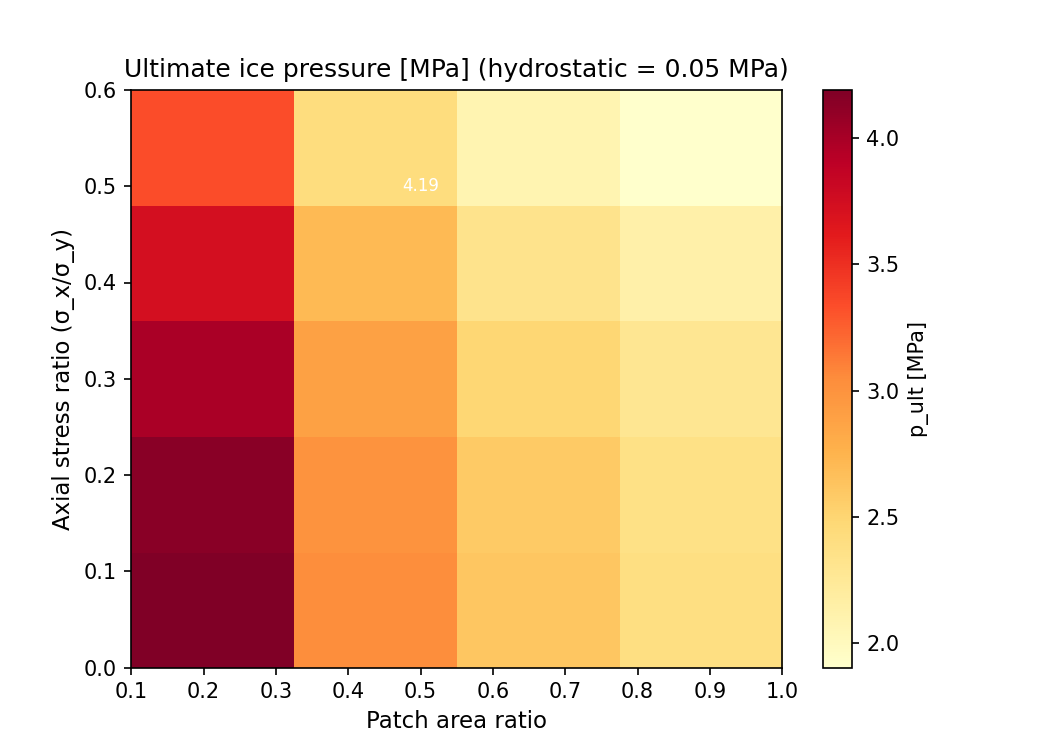 Ultimate ice pressure [MPa] (hydrostatic = 0.05 MPa)
Axial stress ratio (σ_x/σ_y)
0.6
0.5
0.4
0.3
0.2
0.1
0.0
4.19
0.1 0.2 0.3 0.4 0.5 0.6 0.7 0.8 0.9 1.0
Patch area ratio
4.0
3.5
3.0
2.5
2.0
p_ult [MPa]